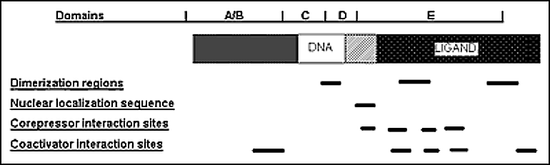 Domains A/B C D E
DNA LIGAND
Dimerization regions
Nuclear localization sequence
Corepressor interaction sites
Coactivator interaction sites